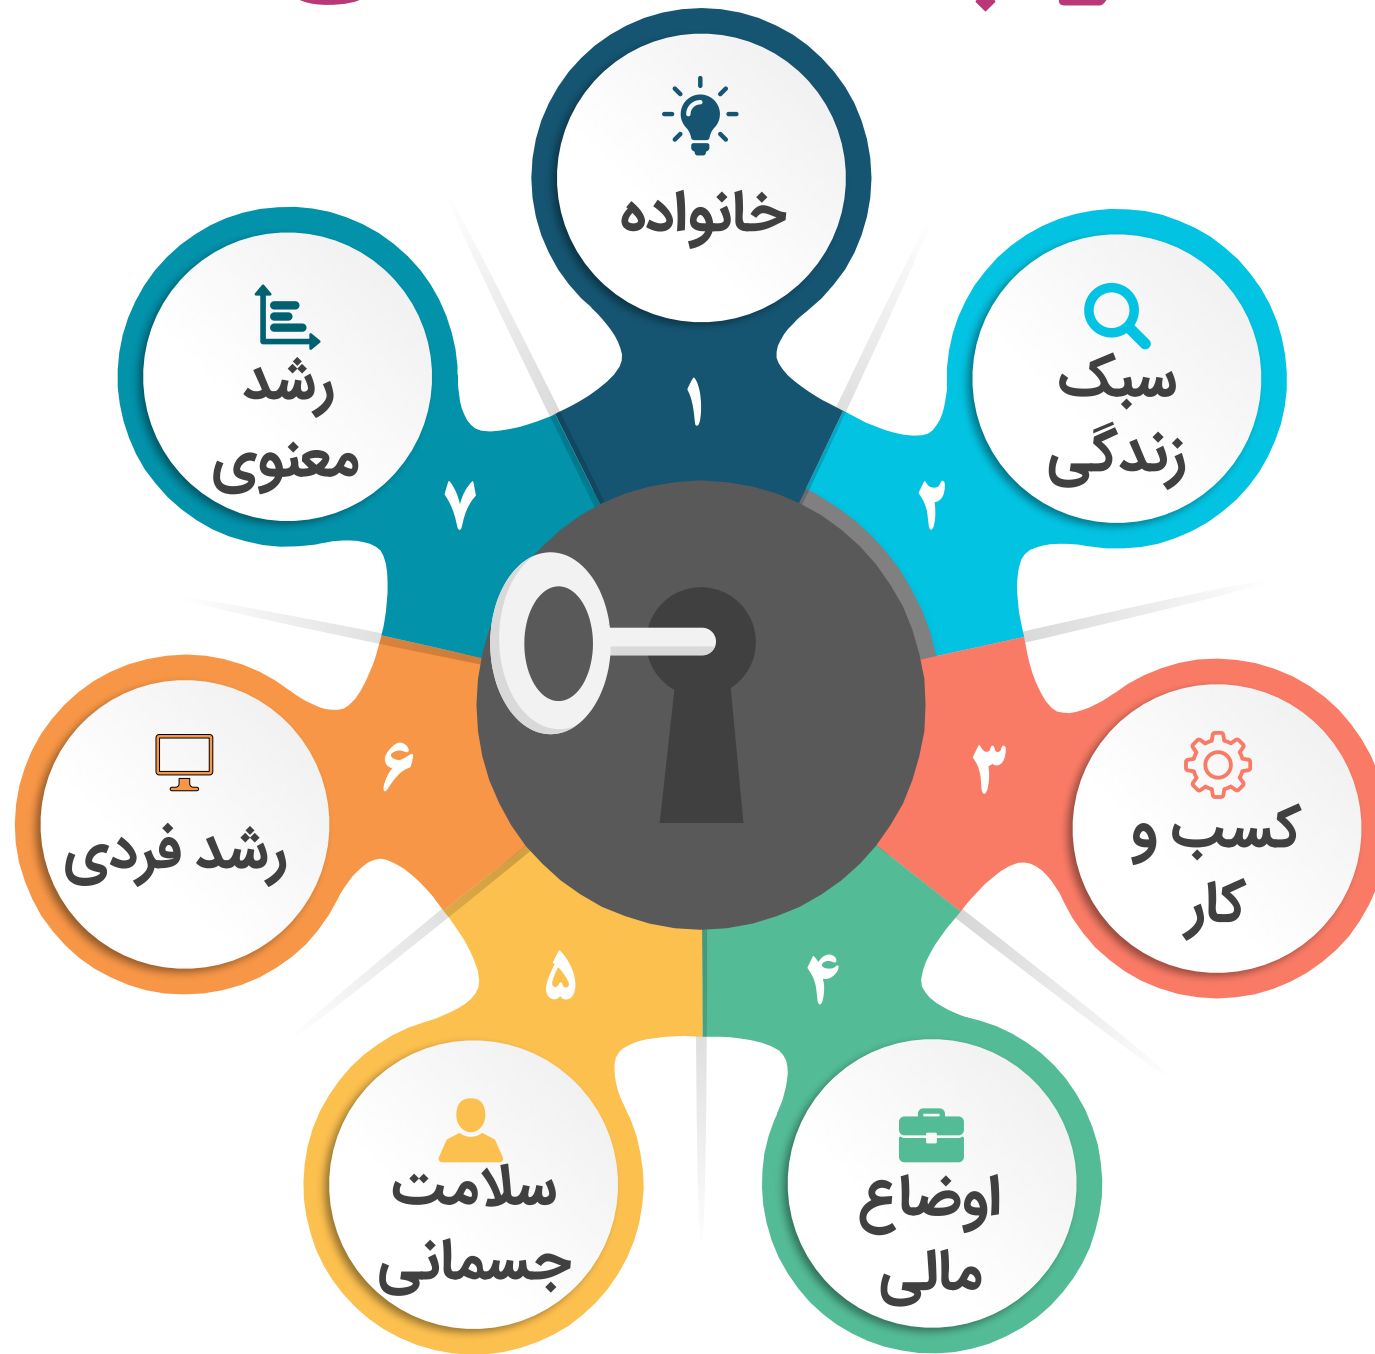 خانواده
۱
سبک
زندگی
۲
کسب و
کار
۳
اوضاع
مالی
۴
سلامت
جسمانی
۵
رشد فردی
۶
رشد
معنوی
۷